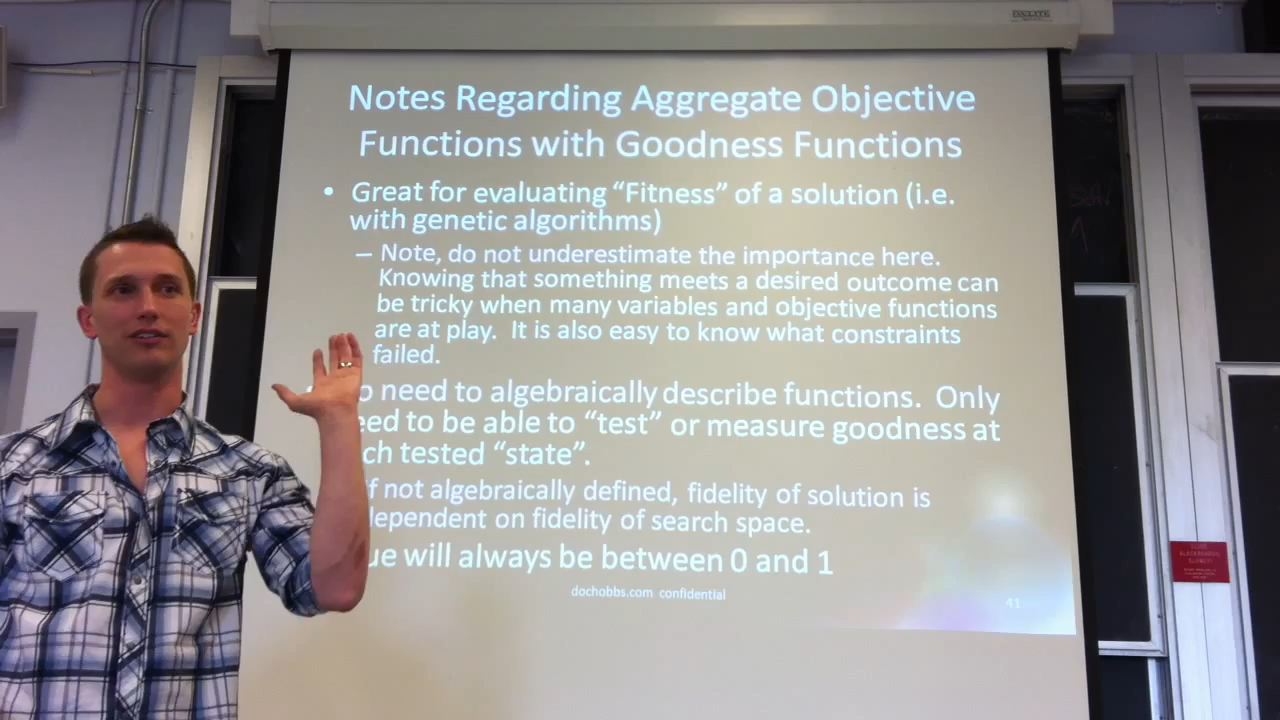 DA-LITE
Notes Regarding Aggregate Objective
Functions with Goodness Functions
• Great for evaluating “Fitness” of a solution (i.e.
with genetic algorithms)
– Note, do not underestimate the importance here.
Knowing that something meets a desired outcome can
be tricky when many variables and objective functions
are at play. It is also easy to know what constraints
failed.
o need to algebraically describe functions. Only
eed to be able to “test” or measure goodness at
ch tested “state”.
if not algebraically defined, fidelity of solution is
dependent on fidelity of search space.
ue will always be between 0 and 1
dochobbs.com confidential
41